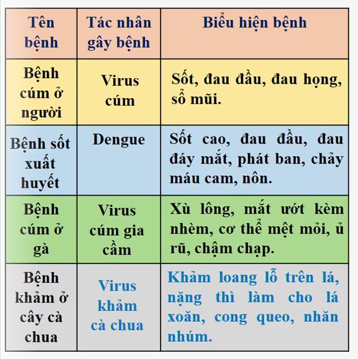 Tên bệnh
Tác nhân gây bệnh
Biểu hiện bệnh
Bệnh cúm ở người
Virus cúm
Sốt, đau đầu, đau họng,
sổ mũi.
Bệnh sốt xuất huyết
Dengue
Sốt cao, đau đầu, đau
đáy mắt, phát ban, chảy
máu cam, nôn.
Bệnh cúm ở gà
Virus cúm gia cầm
Xù lông, mắt ướt kèm
nhèm, cơ thể mệt mỏi, ủ
rũ, chậm chạp.
Bệnh khảm ở cây cà chua
Virus khảm cà chua
Khảm loang lổ trên lá,
nặng thì làm cho lá
xoăn, cong queo, nhăn
nhúm.